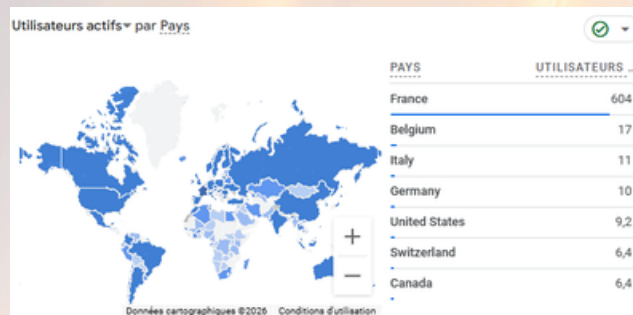 Utilisateurs actifs par Pays
PAYS UTILISATEURS ..
France 604
Belgium 17
Italy 11
Germany 10
United States 9,2
Switzerland 6,4
Canada 6,4
+
−
Données cartographiques ©2026 Conditions d'utilisation